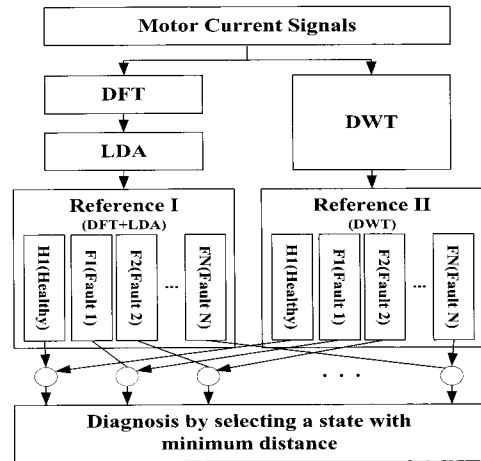 Motor Current Signals
DFT
DWT
LDA
Reference I
(DFT+LDA)
H1(Healthy)
F1(Fault 1)
F2(Fault 2)
...
FN(Fault N)
Reference II
(DWT)
H1(Healthy)
F1(Fault 1)
F2(Fault 2)
...
FN(Fault N)
. . .
Diagnosis by selecting a state with
minimum distance